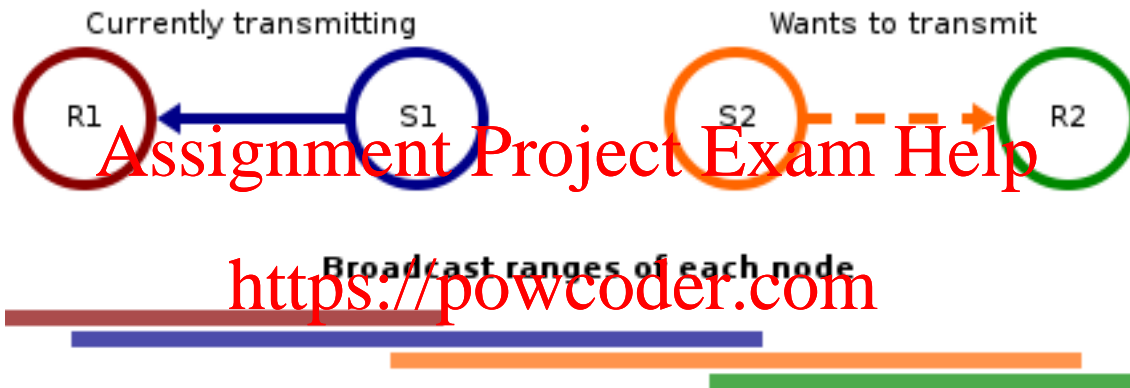 Currently transmitting Wants to transmit
R1 S1 S2 R2
Assignment Project Exam Help
Broadcast ranges of each node
https://powcoder.com